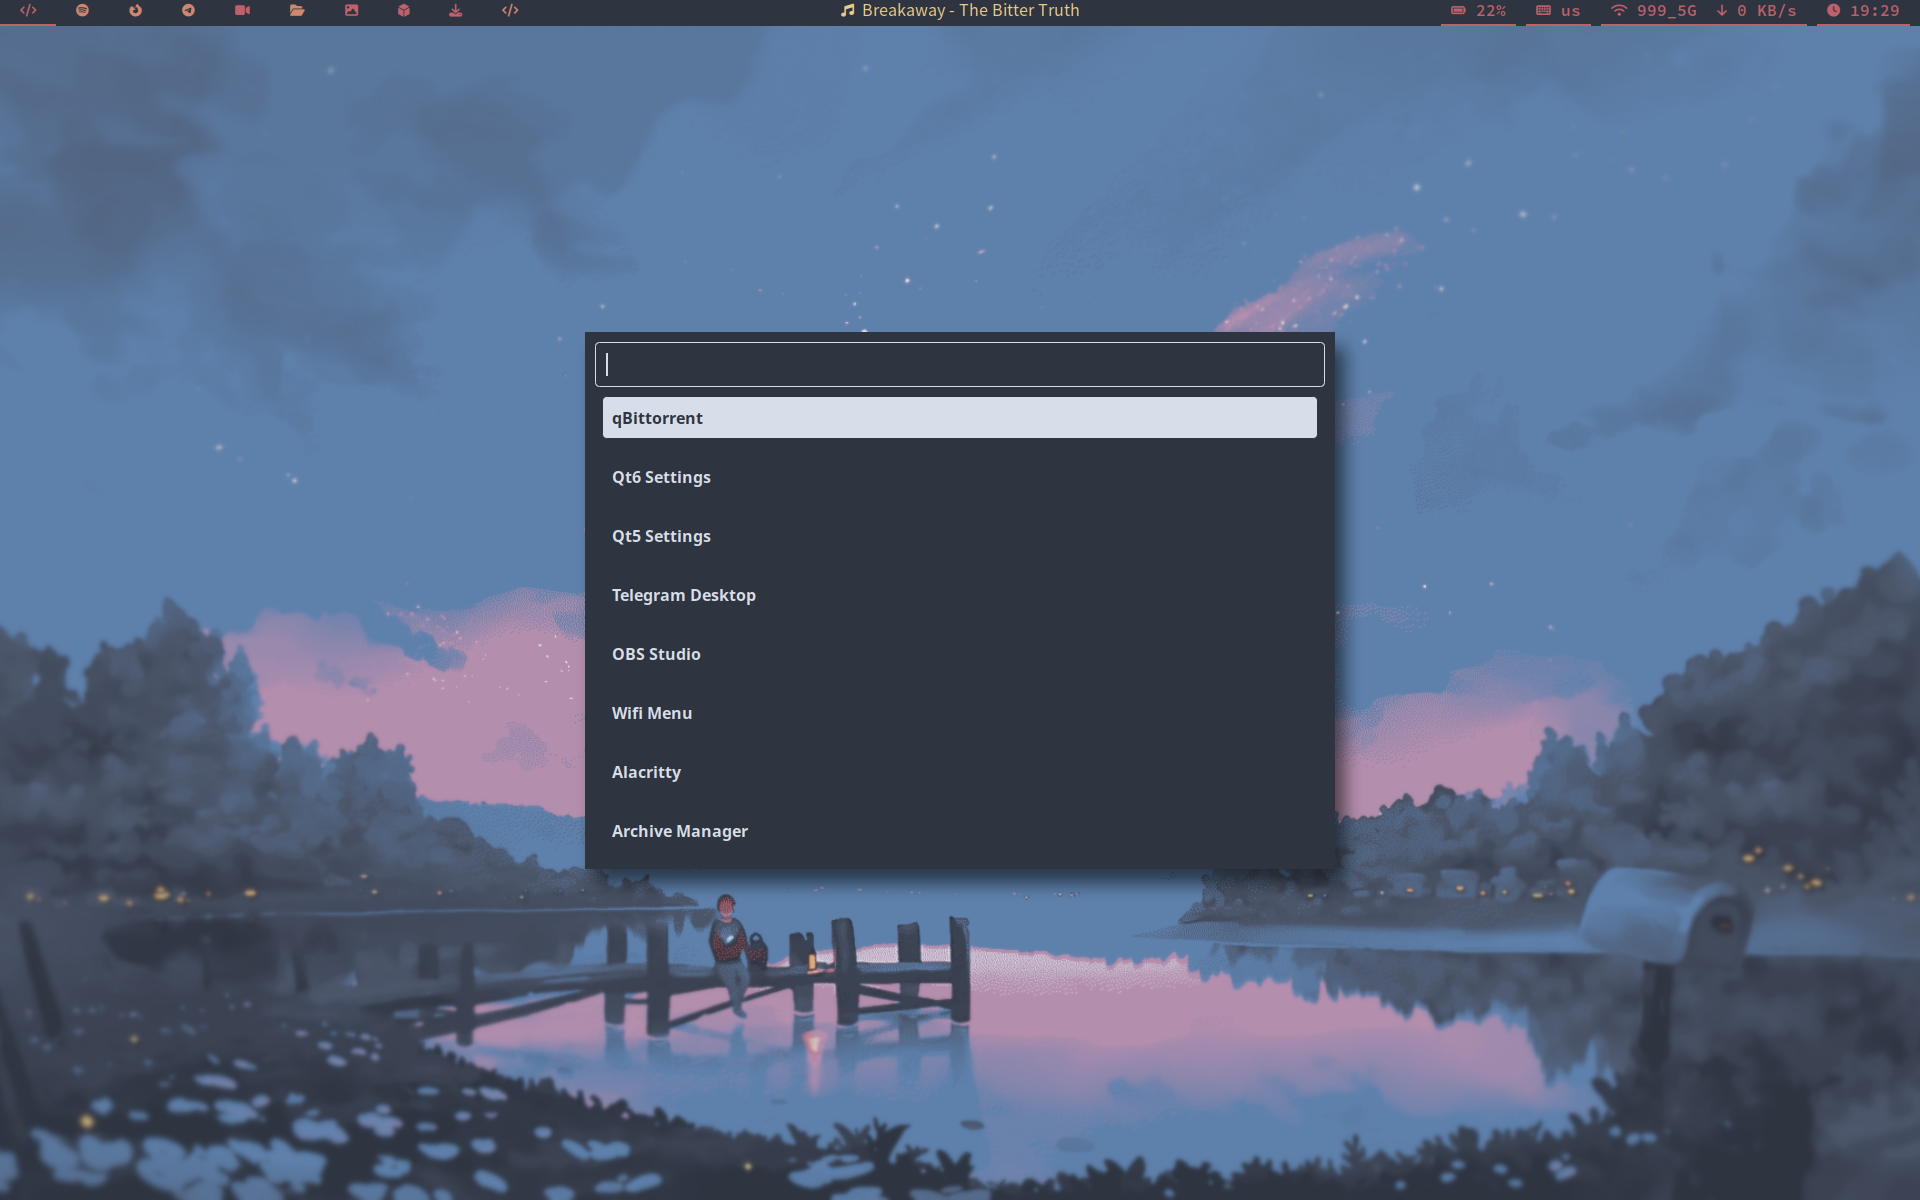 Breakaway - The Bitter Truth
22%
us
999_5G
0 KB/s
19:29
qBittorrent
Qt6 Settings
Qt5 Settings
Telegram Desktop
OBS Studio
Wifi Menu
Alacritty
Archive Manager